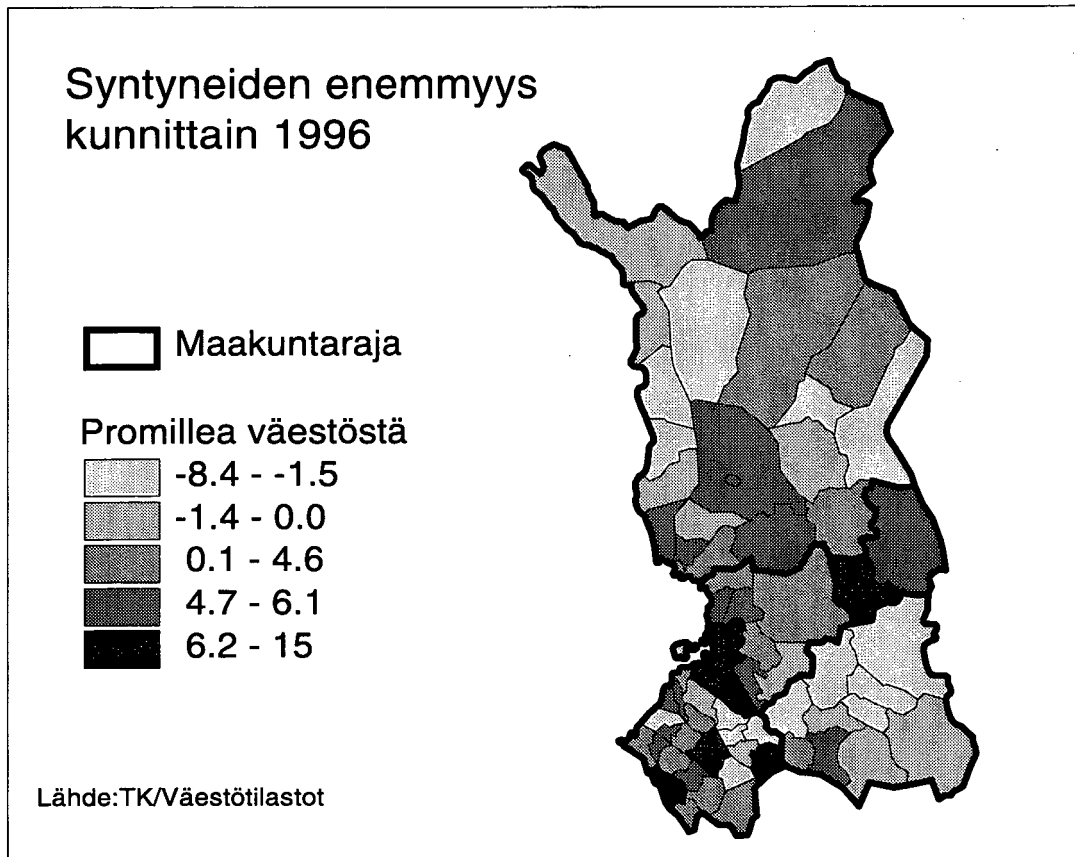 Syntyneiden enemmyys
kunnittain 1996
Maakuntaraja
Promillea väestöstä
-8.4 - -1.5
-1.4 - 0.0
0.1 - 4.6
4.7 - 6.1
6.2 - 15
Lähde:TK/Väestötilastot